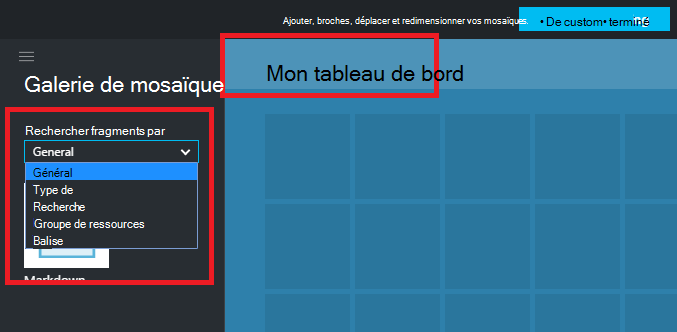 Ajouter, broches, déplacer et redimensionner vos mosaïques.
• De custom• terminé
Galerie de mosaïque
Mon tableau de bord
Rechercher fragments par
General
Général
Type de
Recherche
Groupe de ressources
Balise
Markdown